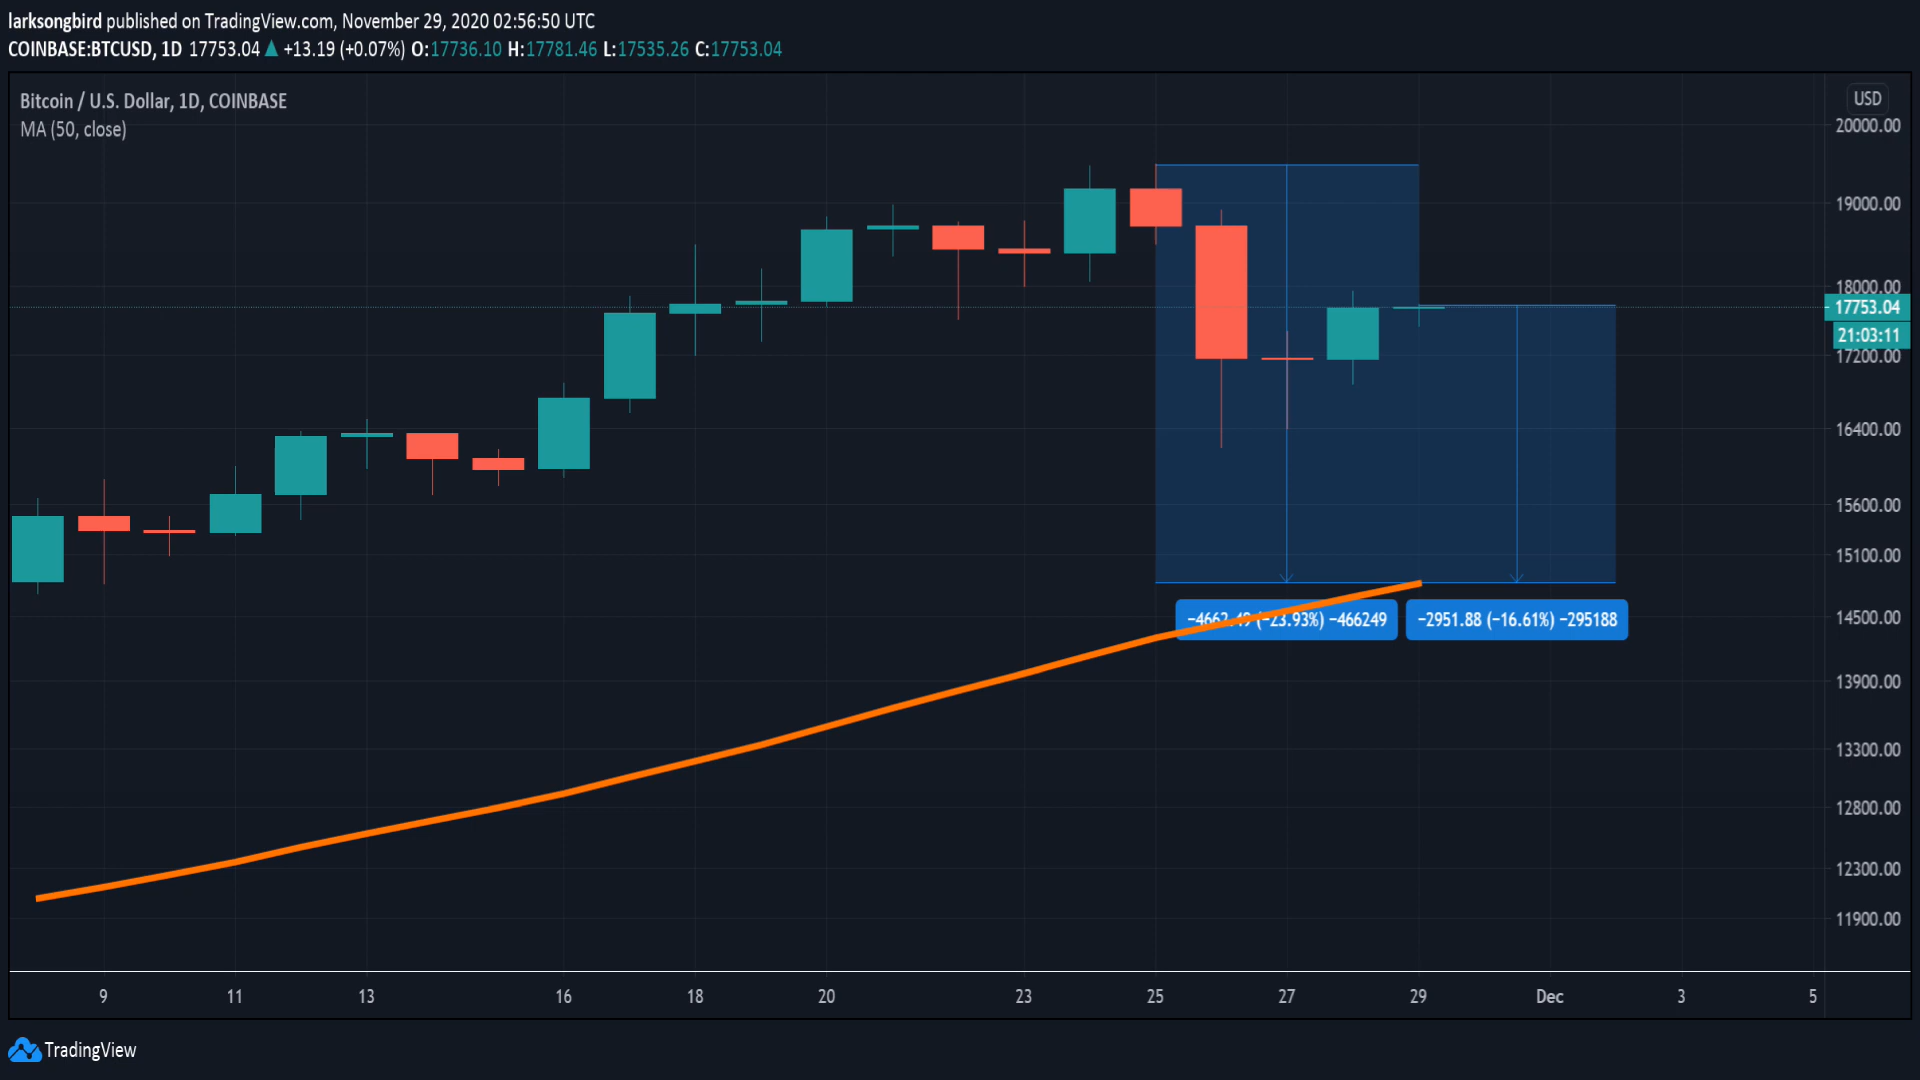 larksongbird published on TradingView.com, November 29, 2020 02:56:50 UTC
COINBASE:BTCUSD, 1D 17753.04 ▲ +13.19 (+0.07%) O:17736.10 H:17781.46 L:17535.26 C:17753.04
Bitcoin / U.S. Dollar, 1D, COINBASE
MA (50, close)
USD
20000.00
19000.00
18000.00
17753.04
21:03:11
17200.00
16400.00
15600.00
15100.00
14500.00
13900.00
13300.00
12800.00
12300.00
11900.00
−4662.49 (−23.93%) −466249
−2951.88 (−16.61%) −295188
9 11 13 16 18 20 23 25 27 29 Dec 3 5
TradingView